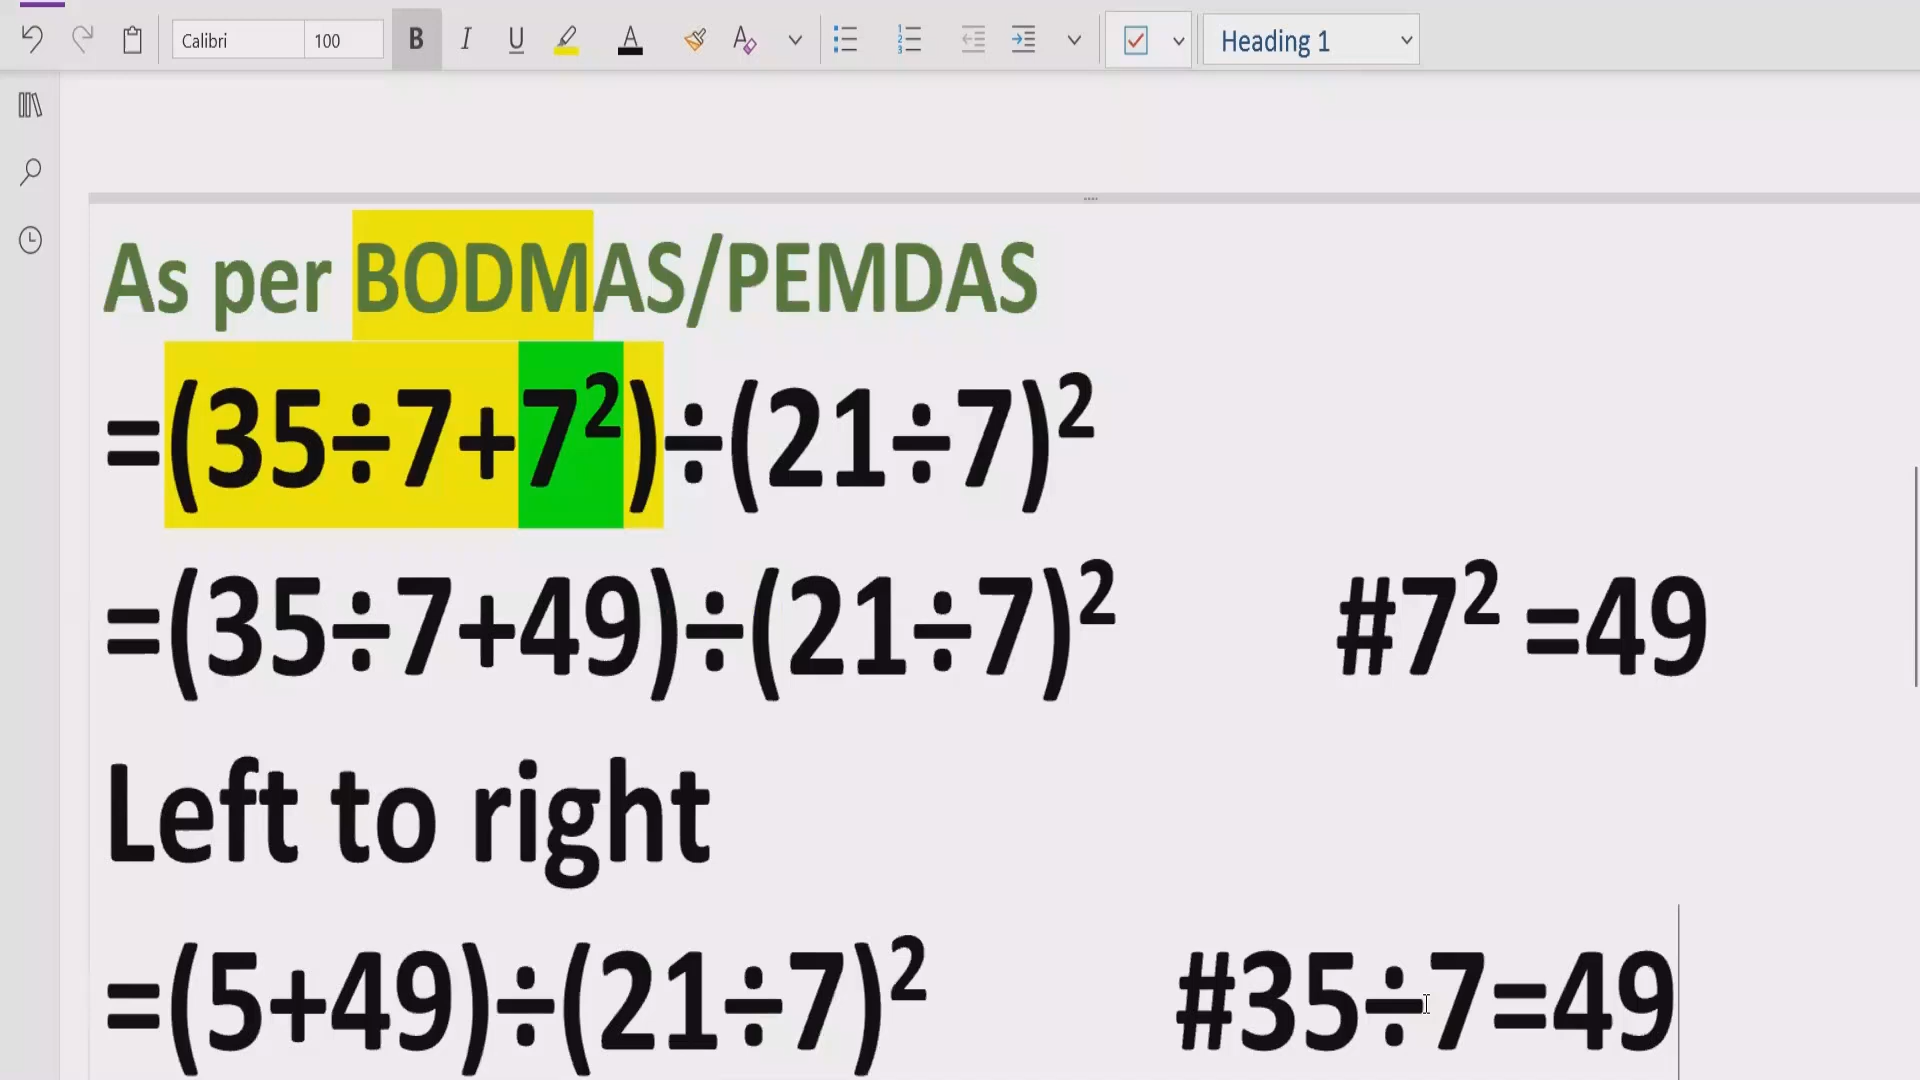 Calibri 100 B I U A A Heading 1
As per BODMAS/PEMDAS
=(35÷7+7²)÷(21÷7)²
=(35÷7+49)÷(21÷7)² #7² =49
Left to right
=(5+49)÷(21÷7)² #35÷7=49